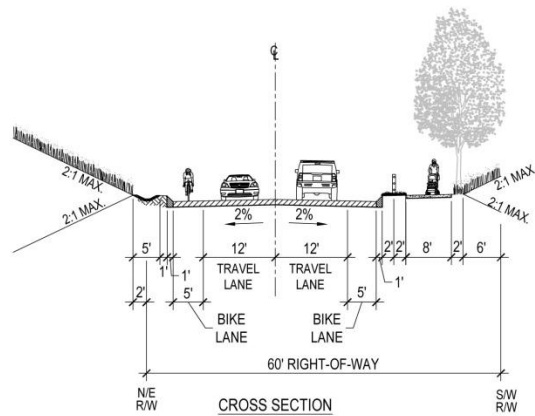 ℄
2:1 MAX.
2:1 MAX.
2:1 MAX.
2:1 MAX.
2% 2%
5' 12' 12' 2' 2' 8' 2' 6'
1' 1' TRAVEL LANE TRAVEL LANE 1'
2' 5' 5'
BIKE LANE BIKE LANE
60' RIGHT-OF-WAY
N/E R/W S/W R/W
CROSS SECTION